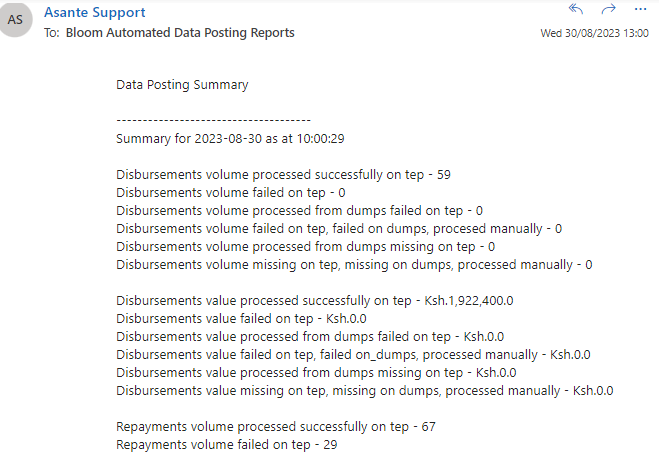 AS
Asante Support
To: Bloom Automated Data Posting Reports
Wed 30/08/2023 13:00
Data Posting Summary
-------------------------------------
Summary for 2023-08-30 as at 10:00:29
Disbursements volume processed successfully on tep - 59
Disbursements volume failed on tep - 0
Disbursements volume processed from dumps failed on tep - 0
Disbursements volume failed on tep, failed on dumps, procesed manually - 0
Disbursements volume processed from dumps missing on tep - 0
Disbursements volume missing on tep, missing on dumps, processed manually - 0
Disbursements value processed successfully on tep - Ksh.1,922,400.0
Disbursements value failed on tep - Ksh.0.0
Disbursements value processed from dumps failed on tep - Ksh.0.0
Disbursements value failed on tep, failed on_dumps, processed manually - Ksh.0.0
Disbursements value processed from dumps missing on tep - Ksh.0.0
Disbursements value missing on tep, missing on dumps, processed manually - Ksh.0.0
Repayments volume processed successfully on tep - 67
Repayments volume failed on tep - 29